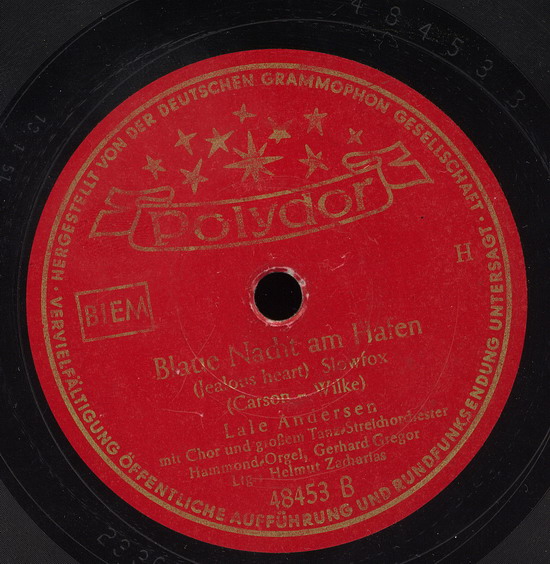 HERGESTELLT VON DER DEUTSCHEN GRAMMOPHON GESELLSCHAFT · VERVIELFÄLTIGUNG ÖFFENTLICHE AUFFÜHRUNG UND RUNDFUNKSENDUNG UNTERSAGT ·
Polydor
H
BIEM
Blaue Nacht am Hafen
(Jealous heart) Slowfox
(Carson - Wilke)
Lale Andersen
mit Chor und großem Tanz-Streichorchester
Hammond-Orgel, Gerhard Gregor
Ltg. Helmut Zacharias
48453 B
484533